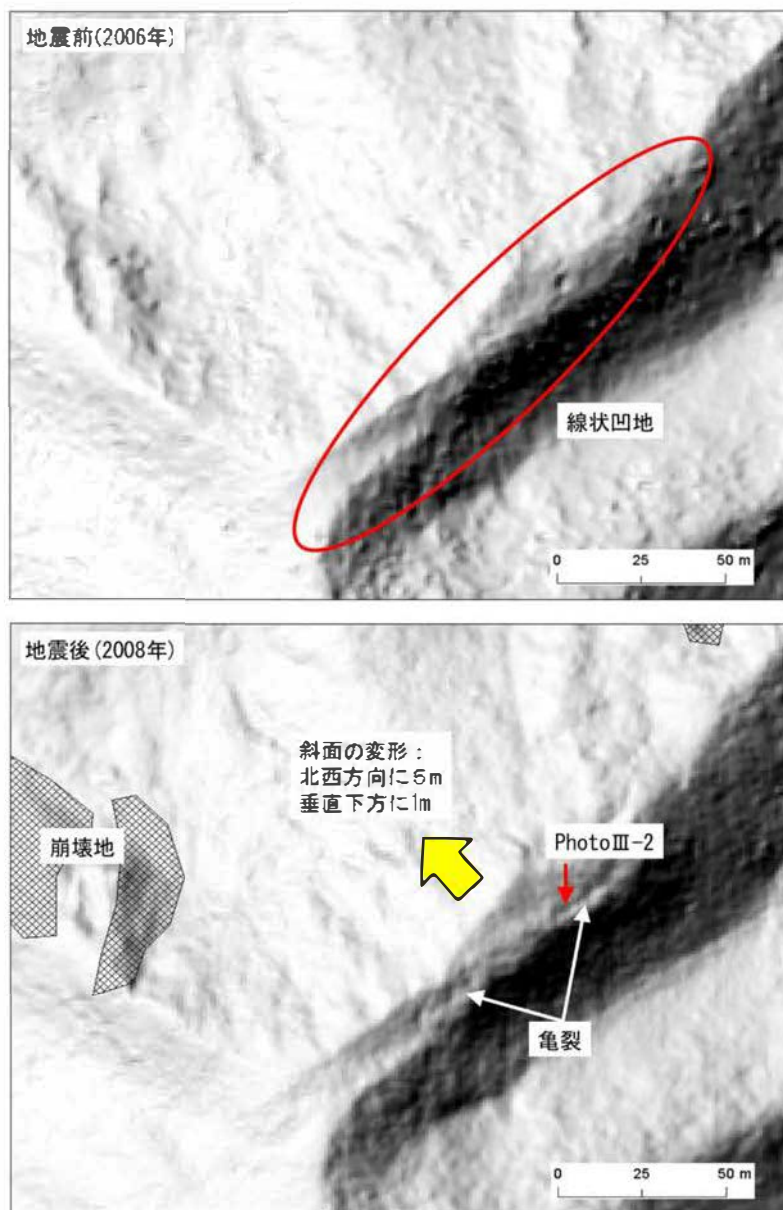 地震前(2006年)
線状凹地
0 25 50 m
地震後(2008年)
斜面の変形：
北西方向に5m
垂直下方に1m
崩壊地
PhotoⅢ-2
亀裂
0 25 50 m